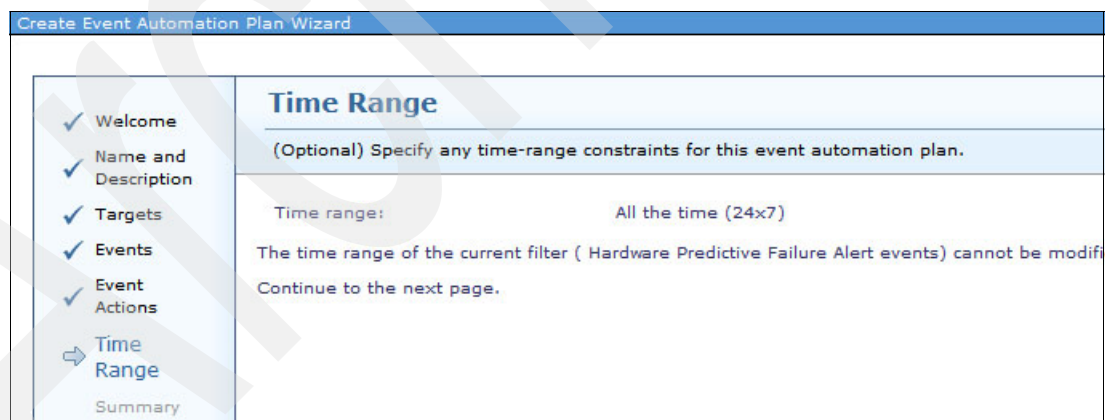 Create Event Automation Plan Wizard
Welcome
Name and
Description
Targets
Events
Event
Actions
Time
Range
Summary
Time Range
(Optional) Specify any time-range constraints for this event automation plan.
Time range: All the time (24x7)
The time range of the current filter ( Hardware Predictive Failure Alert events) cannot be modifi
Continue to the next page.